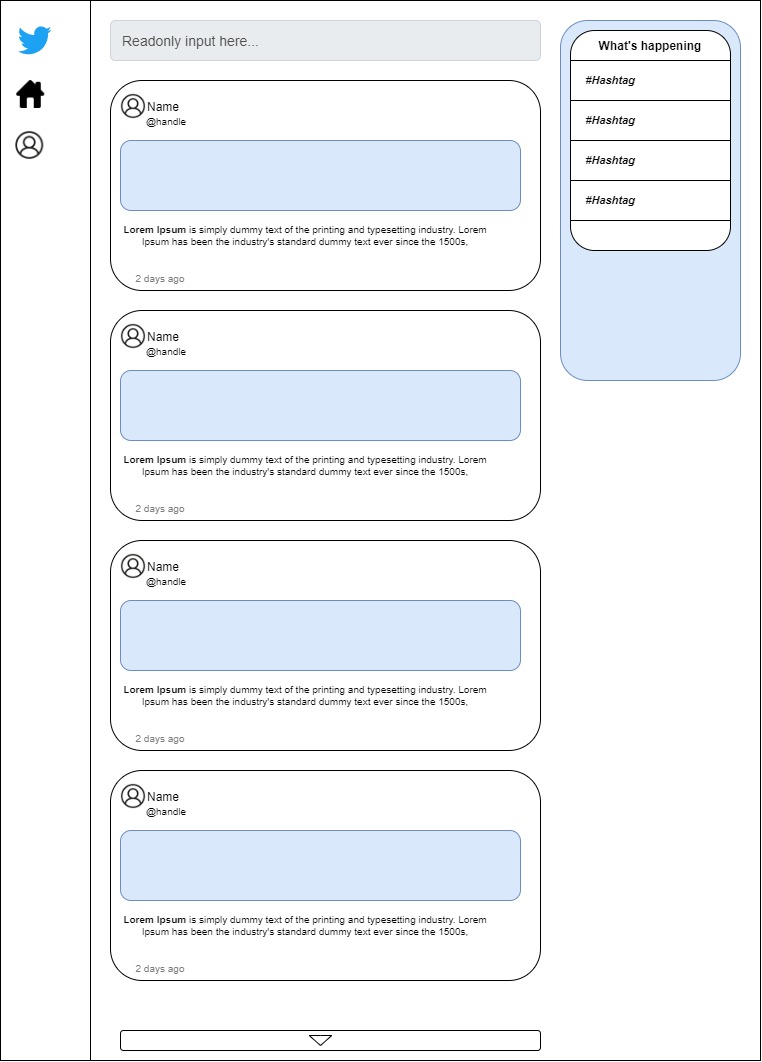 Readonly input here...
Name
@handle
Lorem Ipsum is simply dummy text of the printing and typesetting industry. Lorem
Ipsum has been the industry's standard dummy text ever since the 1500s,
2 days ago
Name
@handle
Lorem Ipsum is simply dummy text of the printing and typesetting industry. Lorem
Ipsum has been the industry's standard dummy text ever since the 1500s,
2 days ago
Name
@handle
Lorem Ipsum is simply dummy text of the printing and typesetting industry. Lorem
Ipsum has been the industry's standard dummy text ever since the 1500s,
2 days ago
Name
@handle
Lorem Ipsum is simply dummy text of the printing and typesetting industry. Lorem
Ipsum has been the industry's standard dummy text ever since the 1500s,
2 days ago
What's happening
#Hashtag
#Hashtag
#Hashtag
#Hashtag